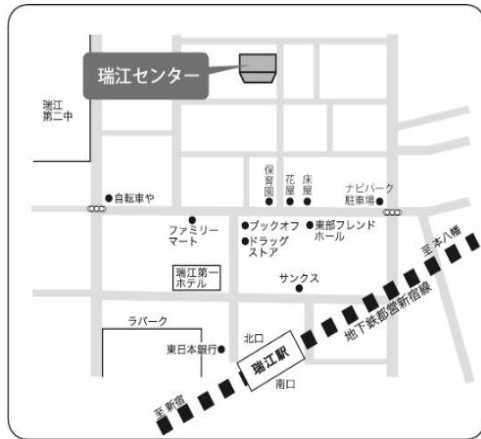 瑞江センター
瑞江
第二中
保育園
花屋
床屋
ナビパーク
駐車場
自転車や
ファミリー
マート
ブックオフ
ドラッグ
ストア
東部フレンド
ホール
至 本八幡
瑞江第一
ホテル
サンクス
地下鉄都営新宿線
ラパーク
北口
東日本銀行
瑞江駅
南口
至 新宿